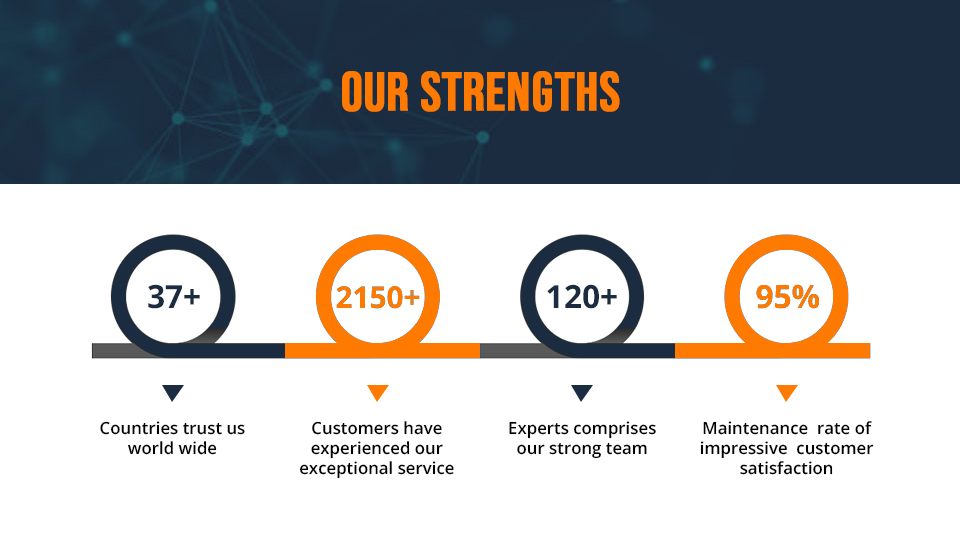 OUR STRENGTHS
37+
2150+
120+
95%
Countries trust us
world wide
Customers have
experienced our
exceptional service
Experts comprises
our strong team
Maintenance  rate of
impressive  customer
satisfaction